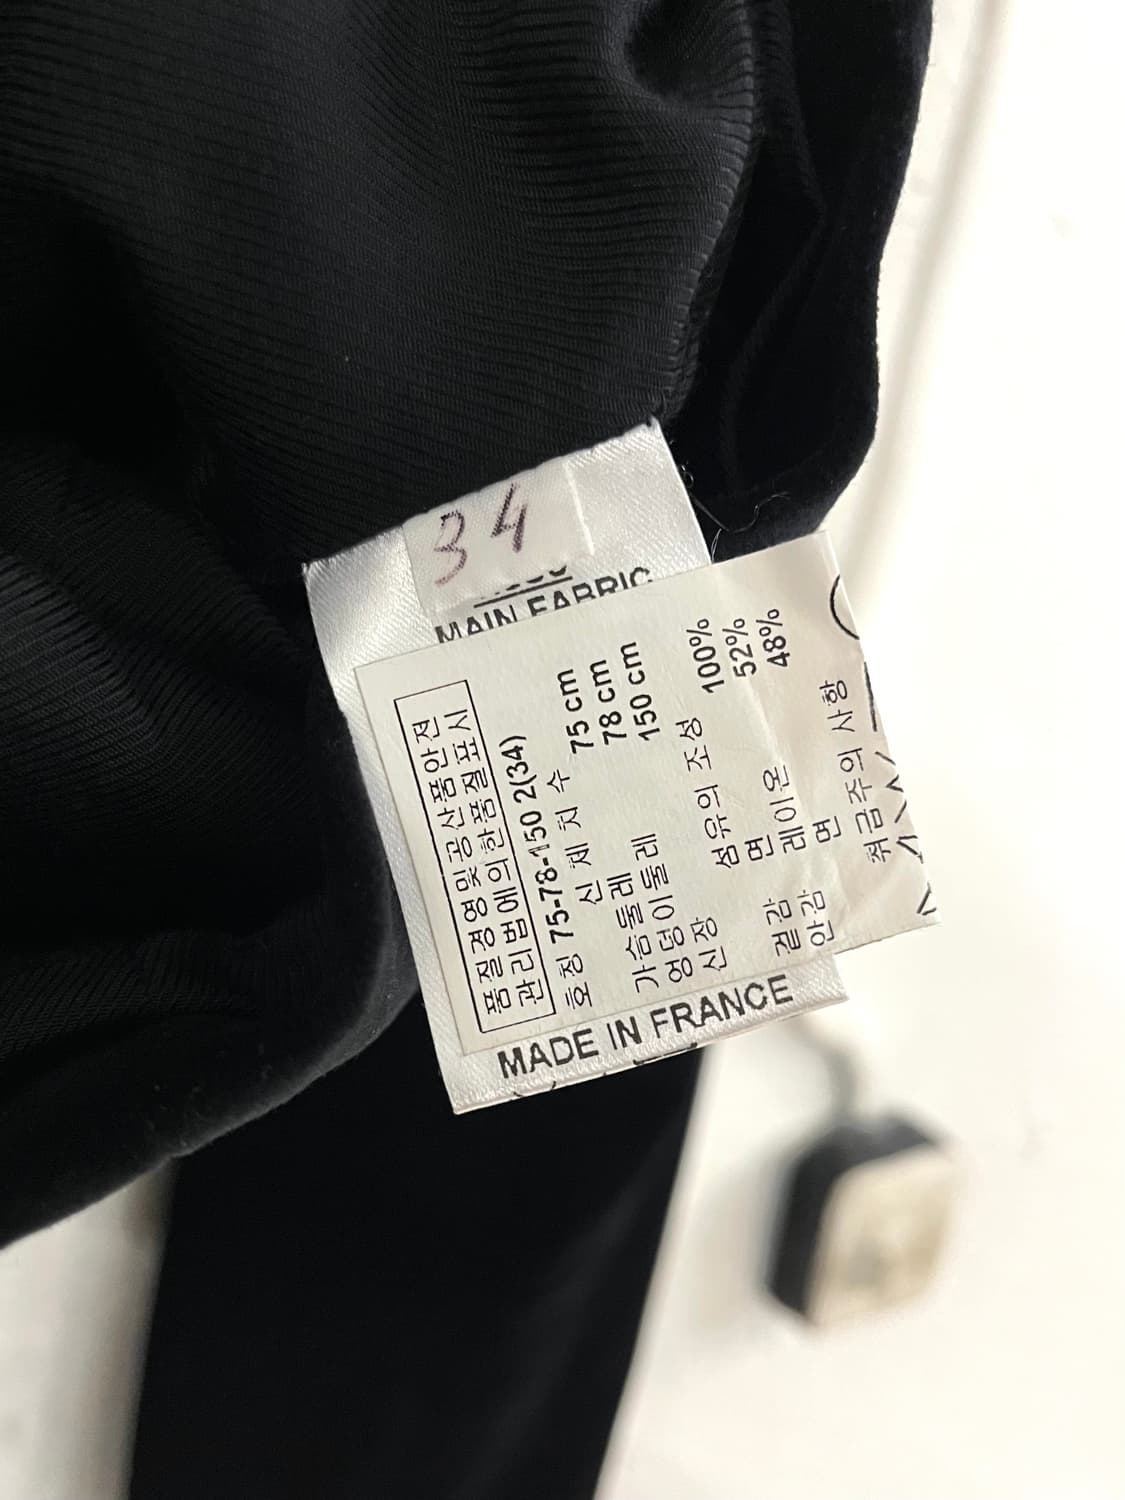 34
MAIN FABRIC
품질경영및공산품안전
관리법에의한품질표시
호칭 75-78-150 2(34)
신 체 치 수
가슴둘레 75 cm
엉덩이둘레 78 cm
신장 150 cm
섬유의 조성
겉감 면 100%
안감 레이온 52%
면 48%
취급주의 사항
MADE IN FRANCE